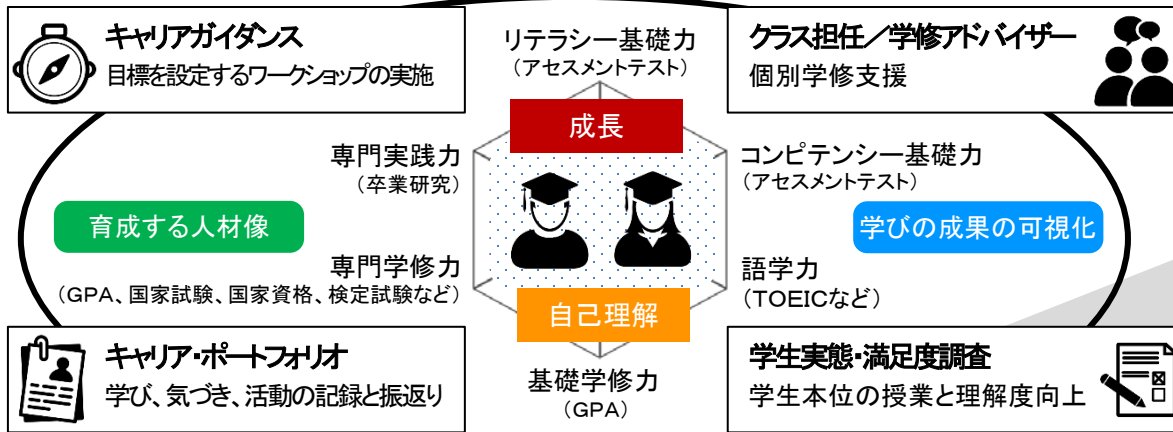 キャリアガイダンス
目標を設定するワークショップの実施
リテラシー基礎力
(アセスメントテスト)
クラス担任／学修アドバイザー
個別学修支援
成長
専門実践力
(卒業研究)
コンピテンシー基礎力
(アセスメントテスト)
育成する人材像
学びの成果の可視化
専門学修力
(GPA、国家試験、国家資格、検定試験など)
語学力
(TOEICなど)
自己理解
キャリア・ポートフォリオ
学び、気づき、活動の記録と振返り
基礎学修力
(GPA)
学生実態・満足度調査
学生本位の授業と理解度向上